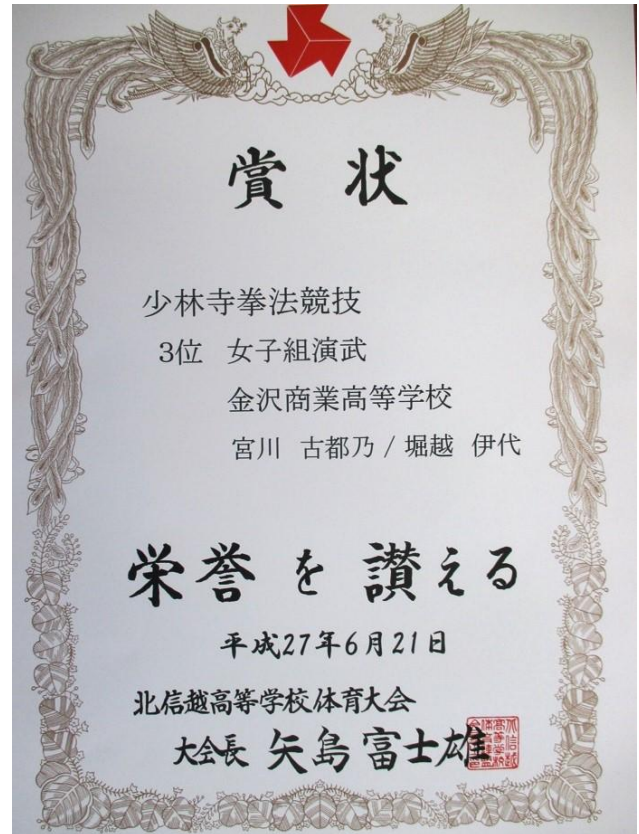 賞状
少林寺拳法競技
3位 女子組演武
金沢商業高等学校
宮川 古都乃 / 堀越 伊代
栄誉を讃える
平成27年6月21日
北信越高等学校体育大会
大会長 矢島富士雄